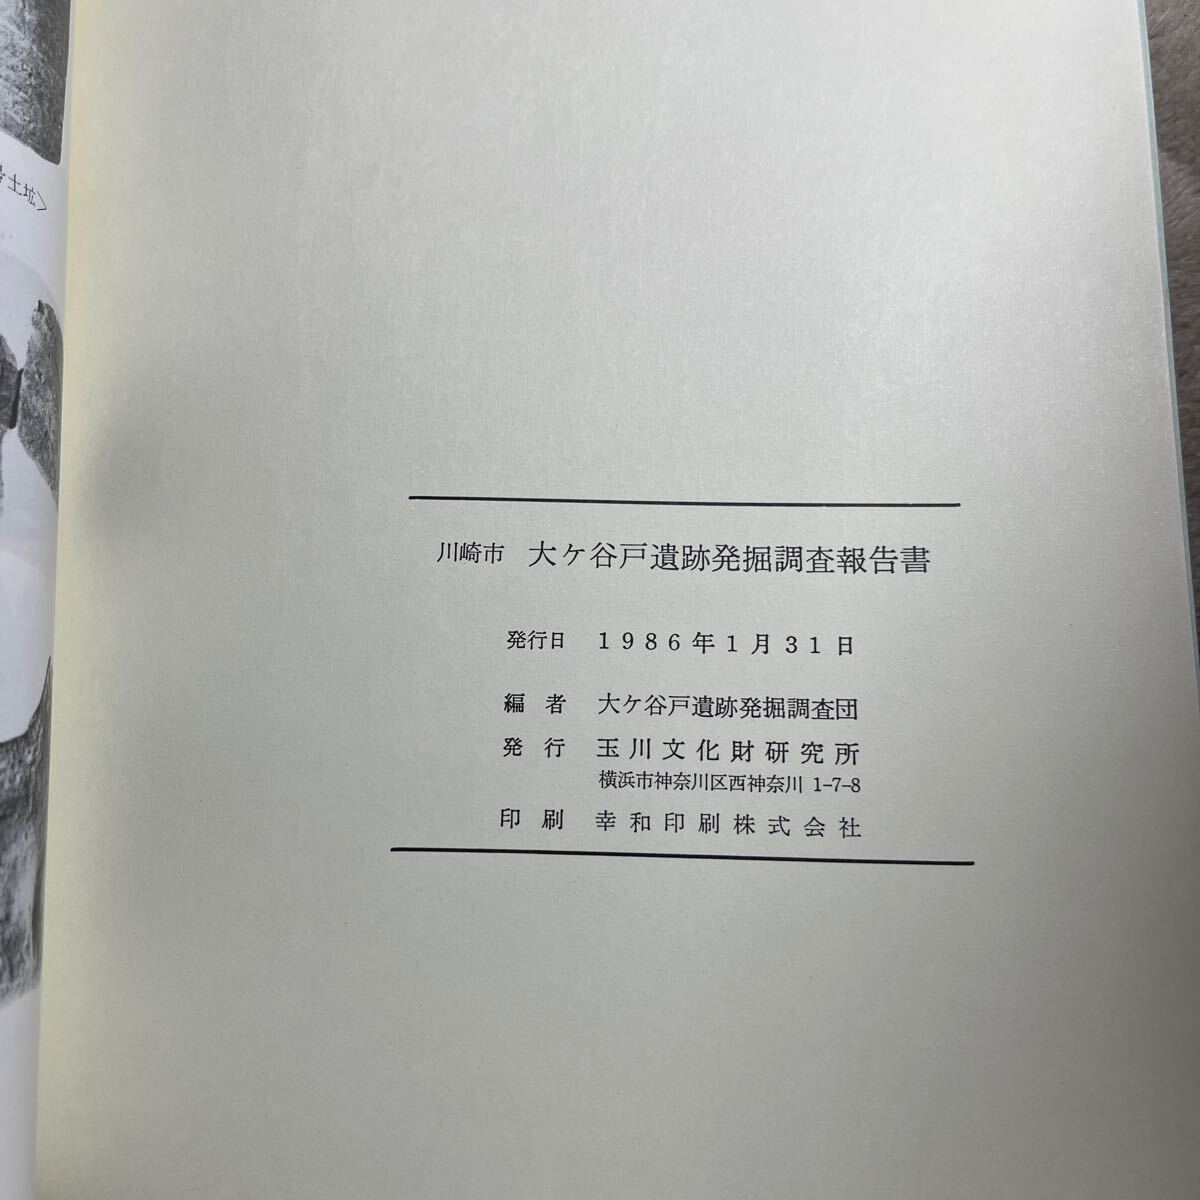 号土坑>
川崎市 大ケ谷戸遺跡発掘調査報告書
発行日 1986年1月31日
編者 大ケ谷戸遺跡発掘調査団
発行 玉川文化財研究所
横浜市神奈川区西神奈川 1-7-8
印刷 幸和印刷株式会社